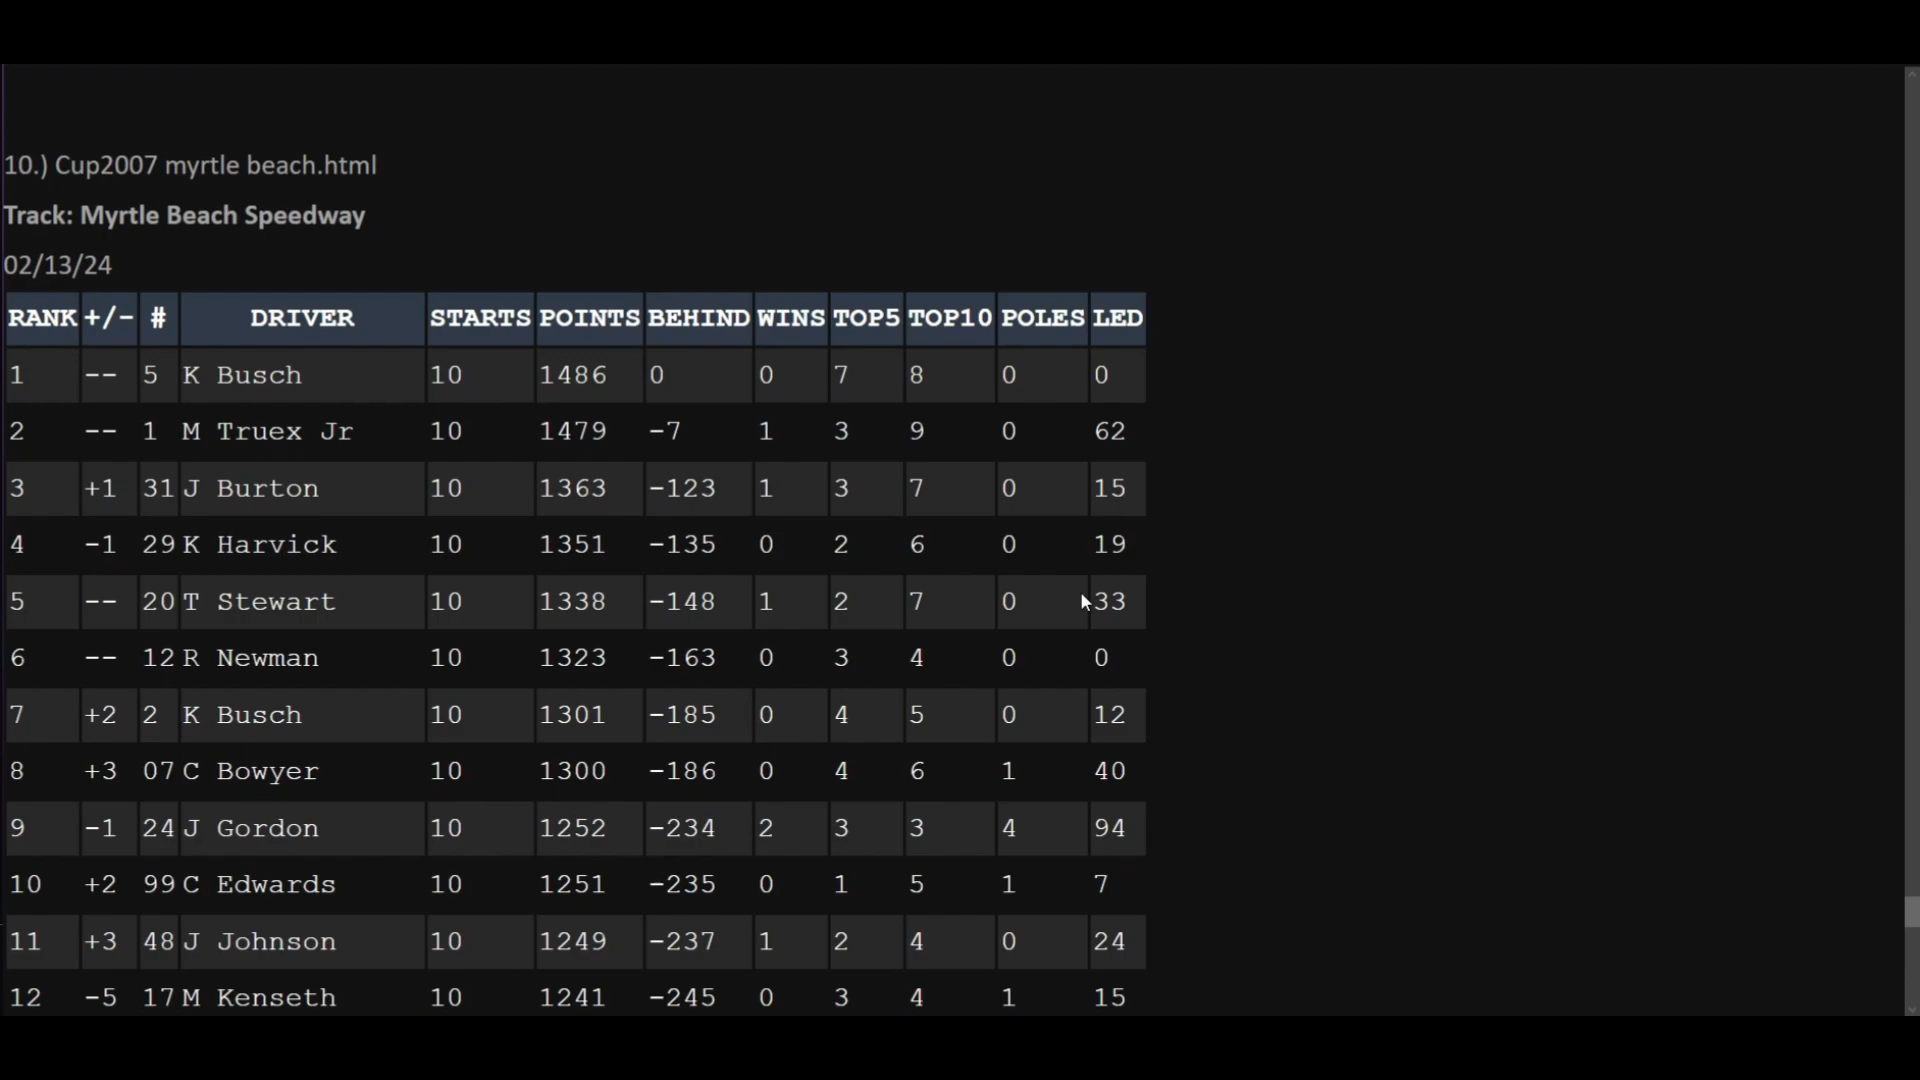 10.) Cup2007 myrtle beach.html
Track: Myrtle Beach Speedway
02/13/24
RANK +/- # DRIVER STARTS POINTS BEHIND WINS TOP5 TOP10 POLES LED
1 -- 5 K Busch 10 1486 0 0 7 8 0 0
2 -- 1 M Truex Jr 10 1479 -7 1 3 9 0 62
3 +1 31 J Burton 10 1363 -123 1 3 7 0 15
4 -1 29 K Harvick 10 1351 -135 0 2 6 0 19
5 -- 20 T Stewart 10 1338 -148 1 2 7 0 33
6 -- 12 R Newman 10 1323 -163 0 3 4 0 0
7 +2 2 K Busch 10 1301 -185 0 4 5 0 12
8 +3 07 C Bowyer 10 1300 -186 0 4 6 1 40
9 -1 24 J Gordon 10 1252 -234 2 3 3 4 94
10 +2 99 C Edwards 10 1251 -235 0 1 5 1 7
11 +3 48 J Johnson 10 1249 -237 1 2 4 0 24
12 -5 17 M Kenseth 10 1241 -245 0 3 4 1 15